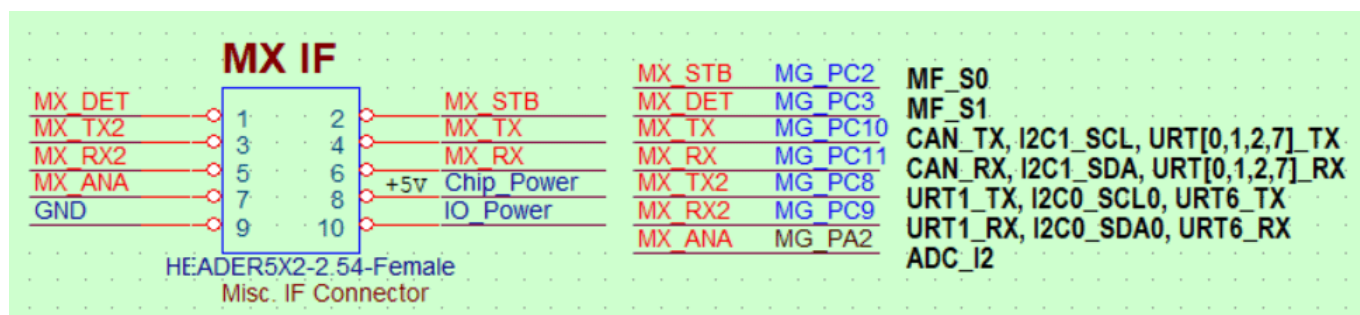 MX IF
MX_DET 1 2 MX_STB
MX_TX2 3 4 MX_TX
MX_RX2 5 6 MX_RX
MX_ANA 7 8 +5V Chip_Power
GND 9 10 IO_Power
HEADER5X2-2.54-Female
Misc. IF Connector
MX_STB MG_PC2 MF_S0
MX_DET MG_PC3 MF_S1
MX_TX MG_PC10 CAN_TX, I2C1_SCL, URT[0,1,2,7]_TX
MX_RX MG_PC11 CAN_RX, I2C1_SDA, URT[0,1,2,7]_RX
MX_TX2 MG_PC8 URT1_TX, I2C0_SCL0, URT6_TX
MX_RX2 MG_PC9 URT1_RX, I2C0_SDA0, URT6_RX
MX_ANA MG_PA2 ADC_I2